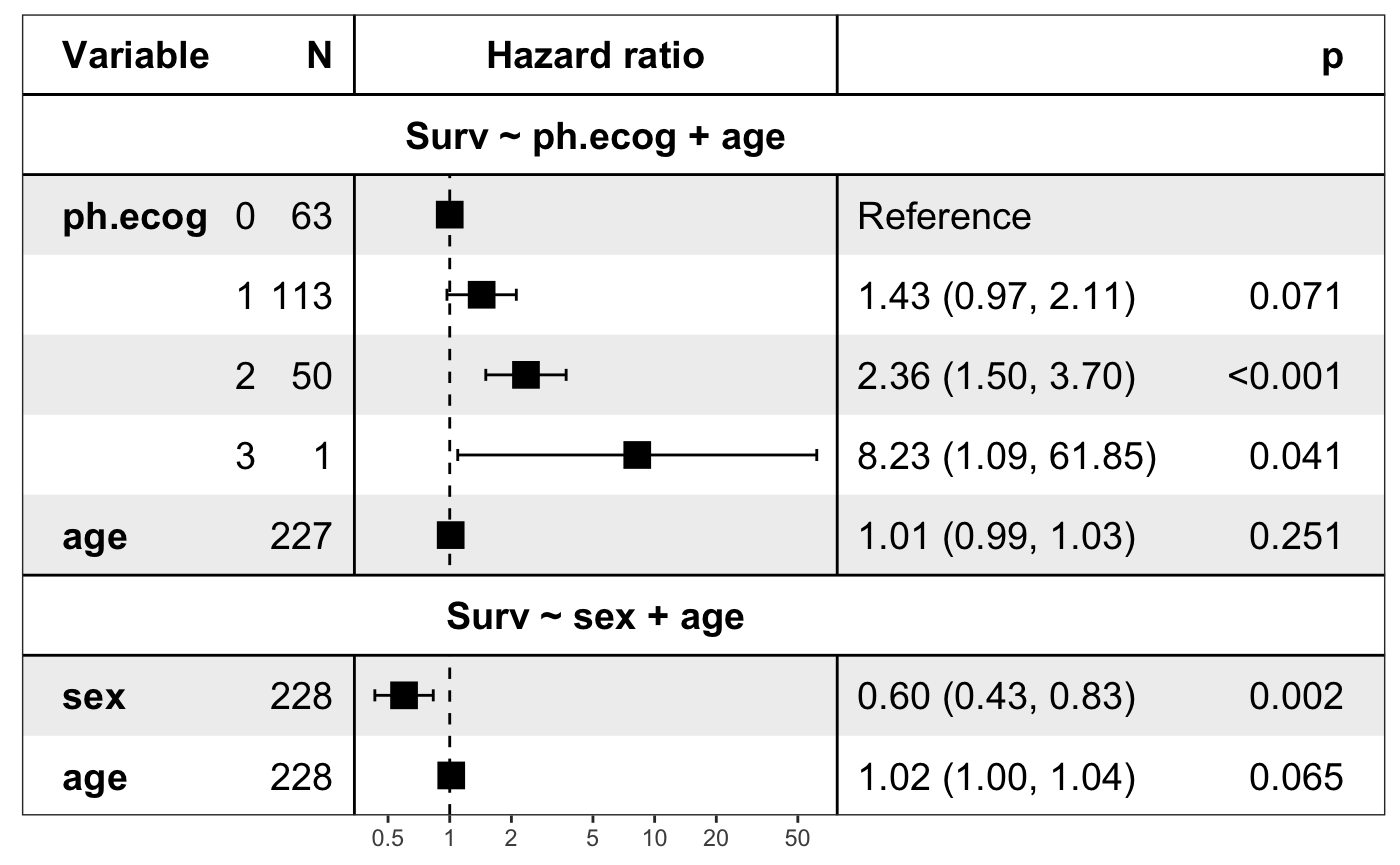 Variable N Hazard ratio p
Surv ~ ph.ecog + age
ph.ecog 0 63 Reference
1 113 1.43 (0.97, 2.11) 0.071
2 50 2.36 (1.50, 3.70) <0.001
3 1 8.23 (1.09, 61.85) 0.041
age 227 1.01 (0.99, 1.03) 0.251
Surv ~ sex + age
sex 228 0.60 (0.43, 0.83) 0.002
age 228 1.02 (1.00, 1.04) 0.065
0.5 1 2 5 10 20 50